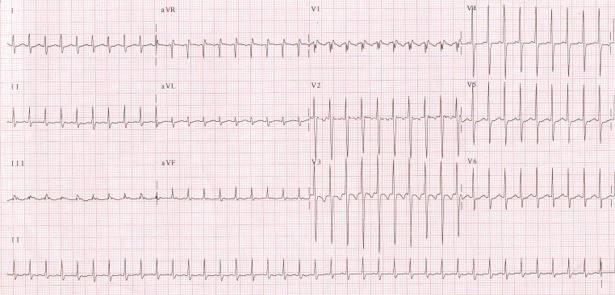 I aVR V1 V4
II aVL V2 V5
III aVF V3 V6
II